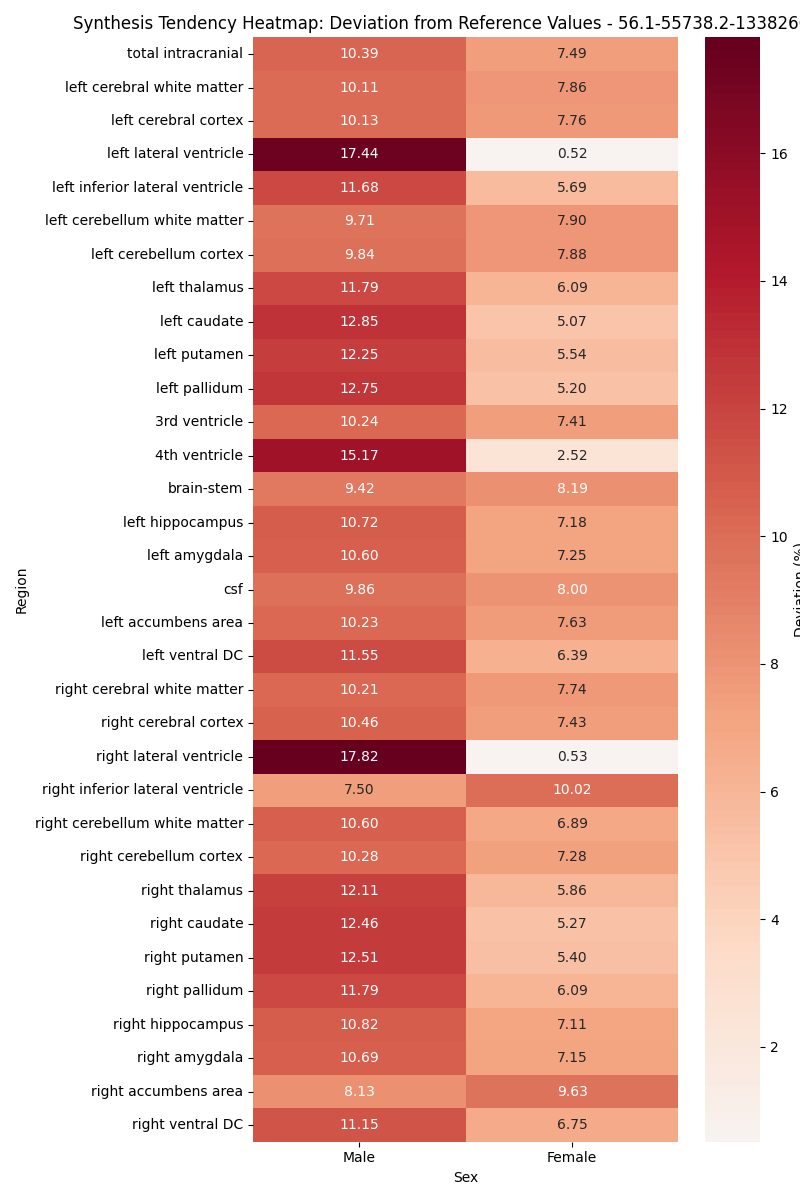 Synthesis Tendency Heatmap: Deviation from Reference Values - 56.1-55738.2-133826
total intracranial 10.39 7.49
left cerebral white matter 10.11 7.86
left cerebral cortex 10.13 7.76
left lateral ventricle 17.44 0.52
left inferior lateral ventricle 11.68 5.69
left cerebellum white matter 9.71 7.90
left cerebellum cortex 9.84 7.88
left thalamus 11.79 6.09
left caudate 12.85 5.07
left putamen 12.25 5.54
left pallidum 12.75 5.20
3rd ventricle 10.24 7.41
4th ventricle 15.17 2.52
brain-stem 9.42 8.19
left hippocampus 10.72 7.18
left amygdala 10.60 7.25
csf 9.86 8.00
left accumbens area 10.23 7.63
left ventral DC 11.55 6.39
right cerebral white matter 10.21 7.74
right cerebral cortex 10.46 7.43
right lateral ventricle 17.82 0.53
right inferior lateral ventricle 7.50 10.02
right cerebellum white matter 10.60 6.89
right cerebellum cortex 10.28 7.28
right thalamus 12.11 5.86
right caudate 12.46 5.27
right putamen 12.51 5.40
right pallidum 11.79 6.09
right hippocampus 10.82 7.11
right amygdala 10.69 7.15
right accumbens area 8.13 9.63
right ventral DC 11.15 6.75
Male Female
Sex
Region
16
14
12
10
8
6
4
2
Deviation (%)